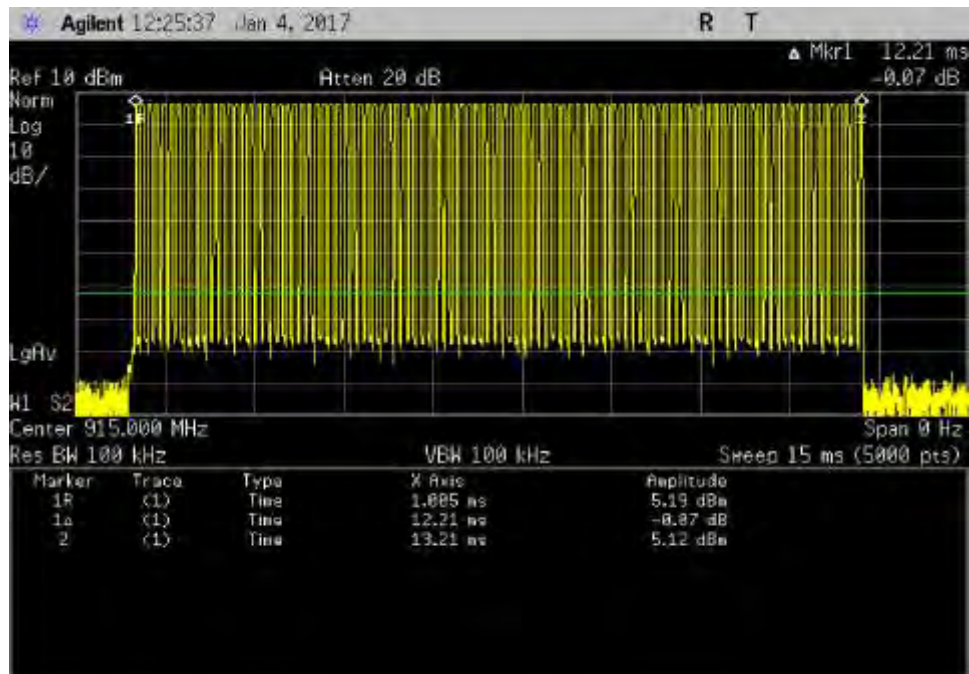 Agilent 12:25:37 Jan 4, 2017 R T
Δ Mkr1 12.21 ms
Ref 10 dBm Atten 20 dB -0.07 dB
Norm
Log
10
dB/
1R 2
LgAv
W1 S2
Center 915.000 MHz Span 0 Hz
Res BW 100 kHz VBW 100 kHz Sweep 15 ms (5000 pts)
Marker Trace Type X Axis Amplitude
1R (1) Time 1.005 ms 5.19 dBm
1Δ (1) Time 12.21 ms -0.07 dB
2 (1) Time 13.21 ms 5.12 dBm